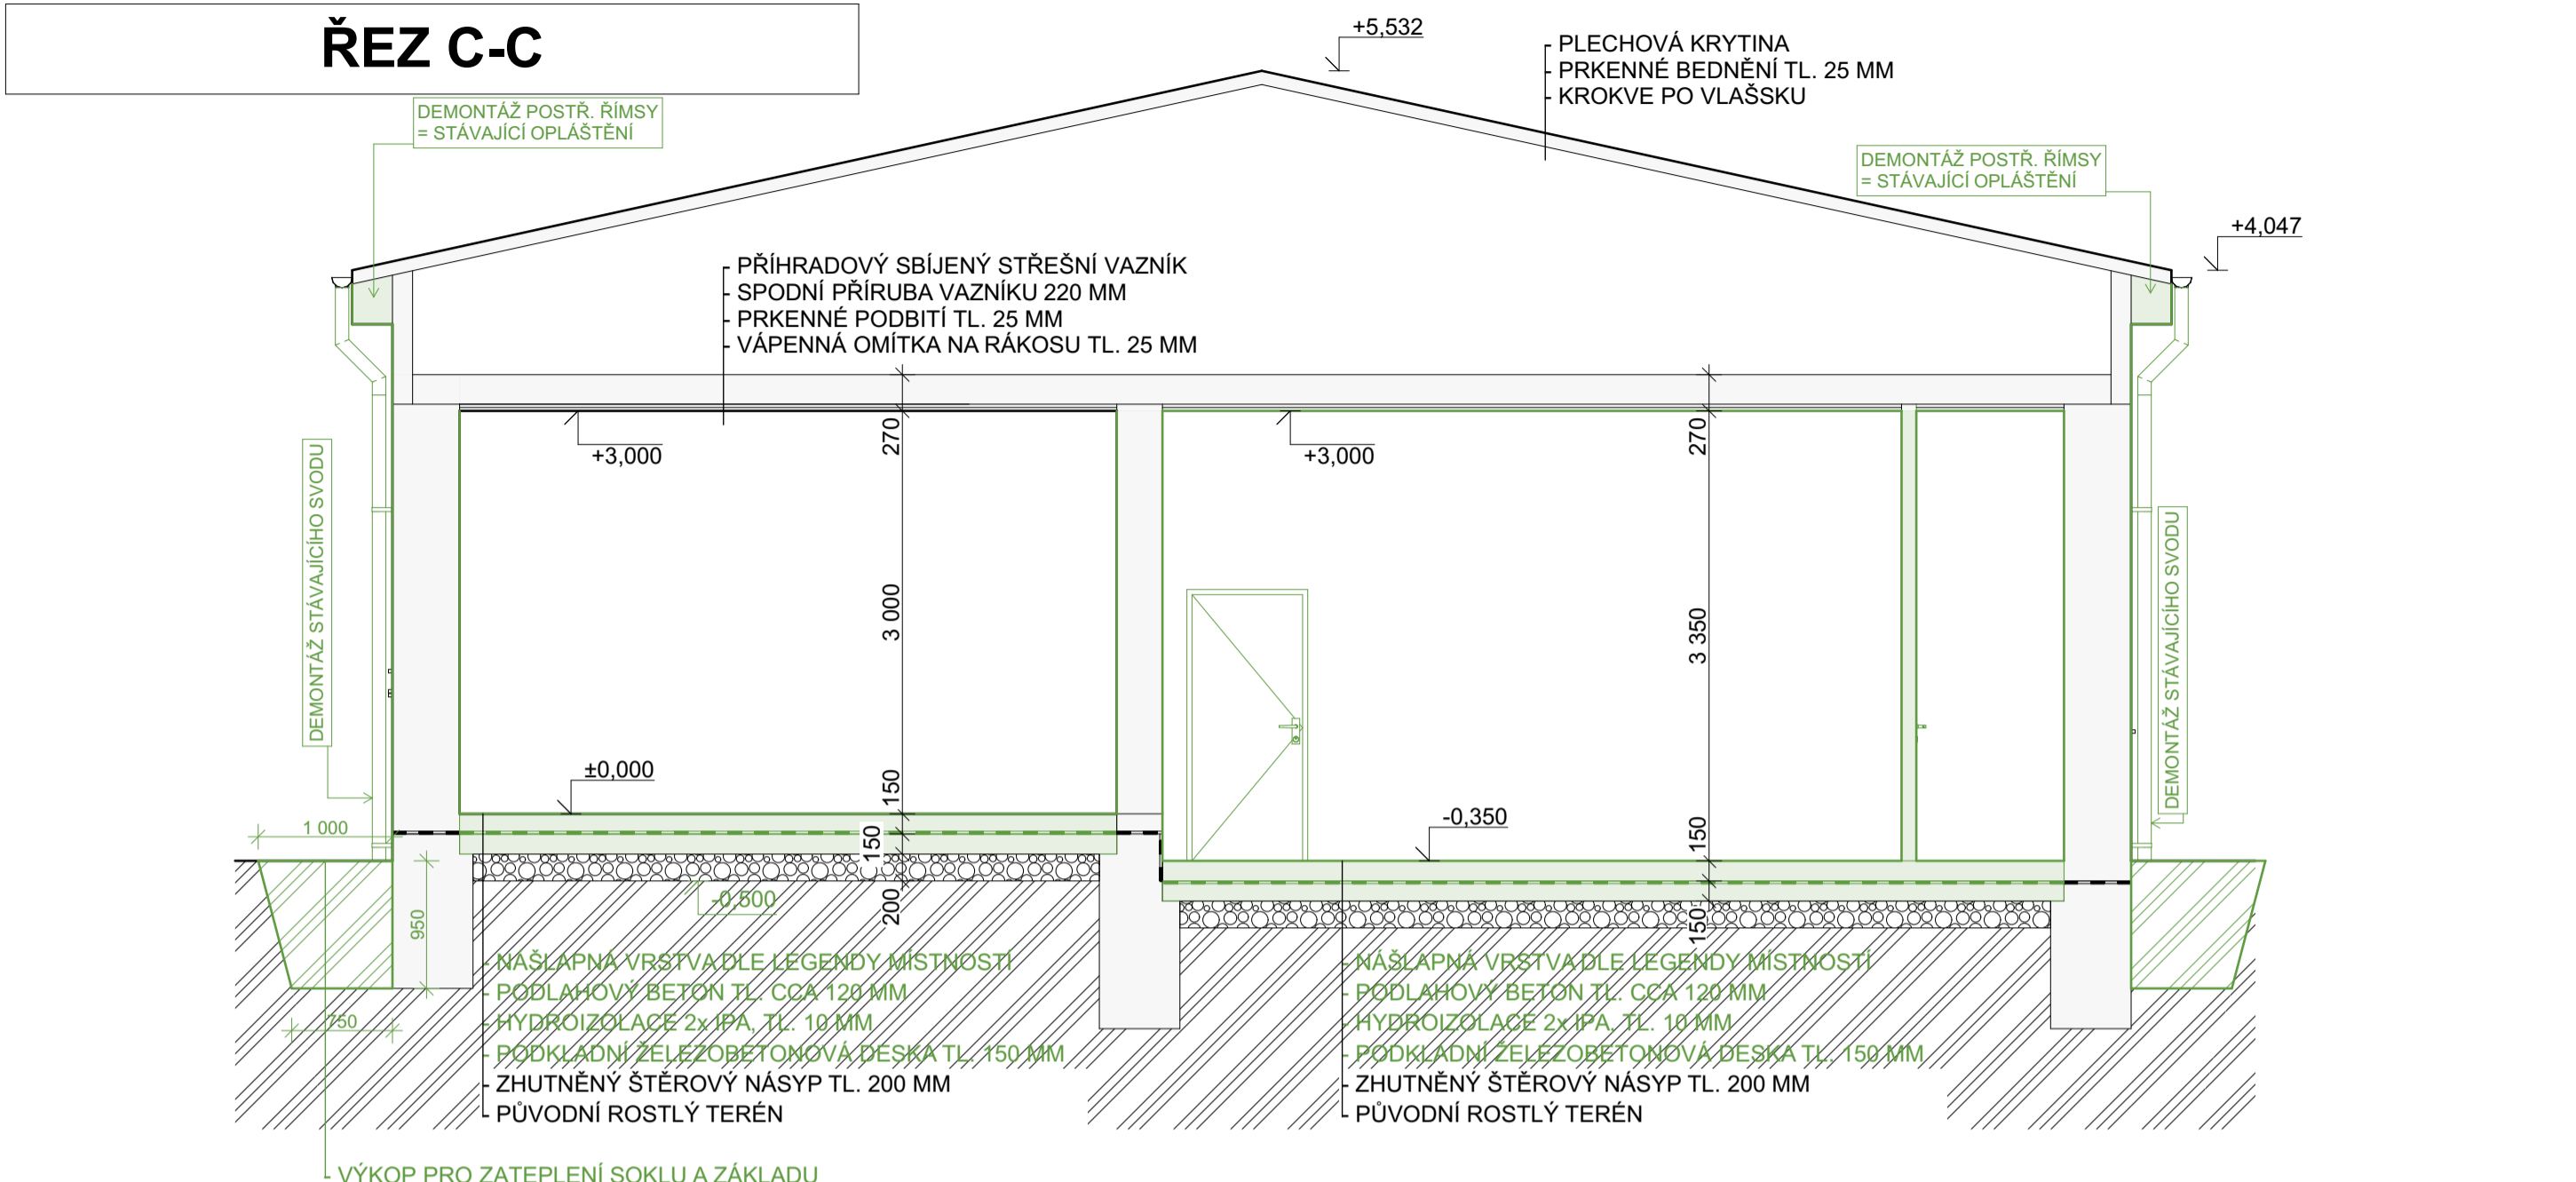 ŘEZ C-C
+5,532
PLECHOVÁ KRYTINA
PRKENNÉ BEDNĚNÍ TL. 25 MM
KROKVE PO VLAŠSKU
DEMONTÁŽ POSTŘ. ŘÍMSY
= STÁVAJÍCÍ OPLÁŠTĚNÍ
DEMONTÁŽ POSTŘ. ŘÍMSY
= STÁVAJÍCÍ OPLÁŠTĚNÍ
+4,047
- PŘÍHRADOVÝ SBÍJENÝ STŘEŠNÍ VAZNÍK
- SPODNÍ PŘÍRUBA VAZNÍKU 220 MM
- PRKENNÉ PODBITÍ TL. 25 MM
- VÁPENNÁ OMÍTKA NA RÁKOSU TL. 25 MM
+3,000
270
+3,000
270
DEMONTÁŽ STÁVAJÍCÍHO SVODU
3 000
3 350
DEMONTÁŽ STÁVAJÍCÍHO SVODU
±0,000
150
-0,350
150
1 000
150
-0,500
200
150
950
750
- NÁŠLAPNÁ VRSTVA DLE LEGENDY MÍSTNOSTÍ
- PODLAHOVÝ BETON TL. CCA 120 MM
- HYDROIZOLACE 2x IPA, TL. 10 MM
- PODKLADNÍ ŽELEZOBETONOVÁ DESKA TL. 150 MM
- ZHUTNĚNÝ ŠTĚROVÝ NÁSYP TL. 200 MM
- PŮVODNÍ ROSTLÝ TERÉN
- NÁŠLAPNÁ VRSTVA DLE LEGENDY MÍSTNOSTÍ
- PODLAHOVÝ BETON TL. CCA 120 MM
- HYDROIZOLACE 2x IPA, TL. 10 MM
- PODKLADNÍ ŽELEZOBETONOVÁ DESKA TL. 150 MM
- ZHUTNĚNÝ ŠTĚROVÝ NÁSYP TL. 200 MM
- PŮVODNÍ ROSTLÝ TERÉN
- VÝKOP PRO ZATEPLENÍ SOKLU A ZÁKLADU